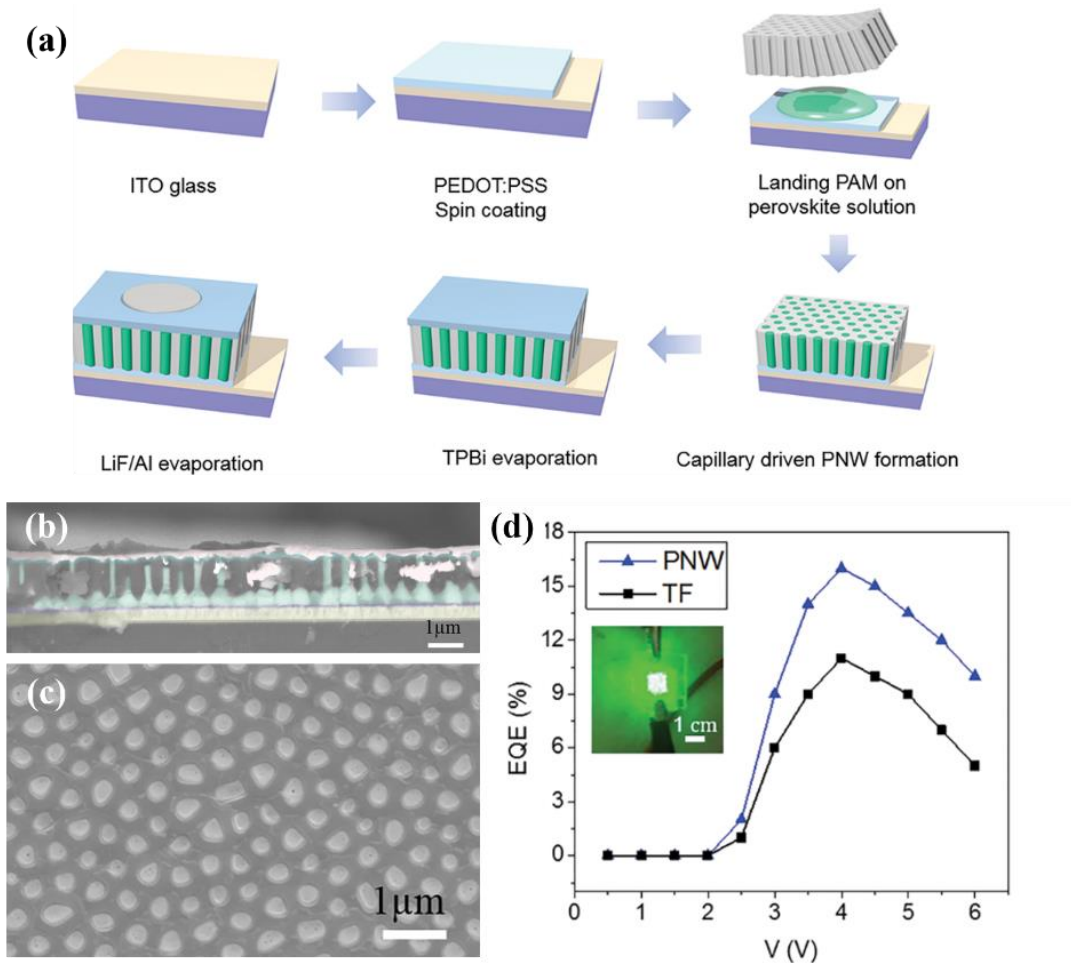 (a)
ITO glass
PEDOT:PSS
Spin coating
Landing PAM on
perovskite solution
LiF/Al evaporation
TPBi evaporation
Capillary driven PNW formation
(b)
1μm
(c)
1μm
(d)
18
15
12
9
6
3
0
EQE (%)
PNW
TF
1 cm
0
1
2
3
4
5
6
V (V)